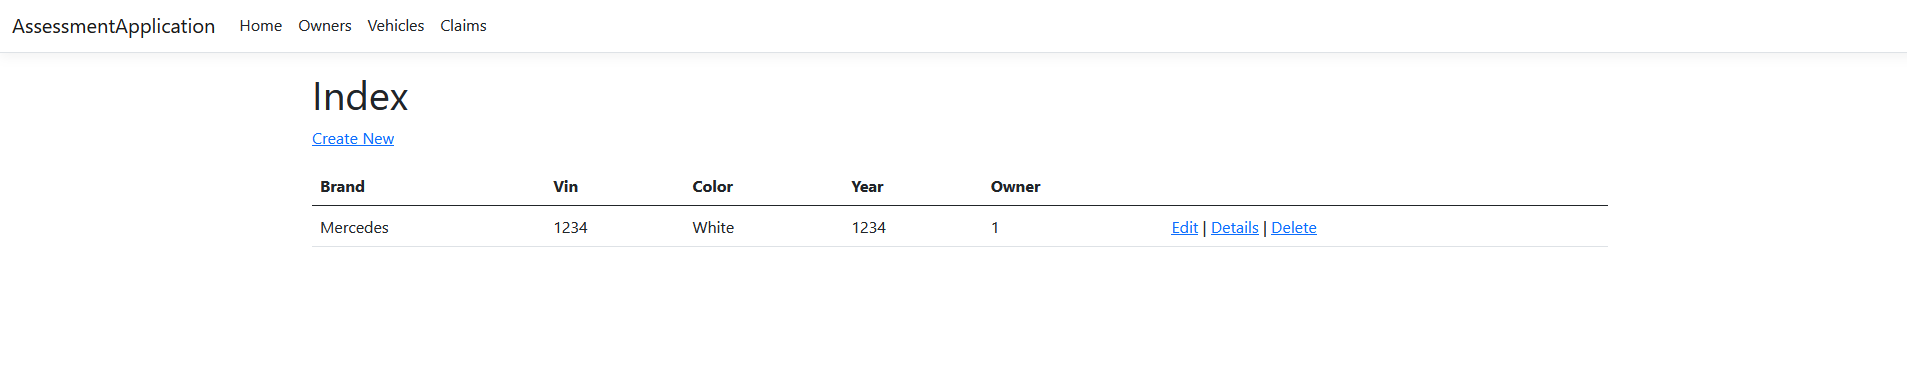 AssessmentApplication Home Owners Vehicles Claims
Index
Create New
Brand Vin Color Year Owner
Mercedes 1234 White 1234 1 Edit | Details | Delete